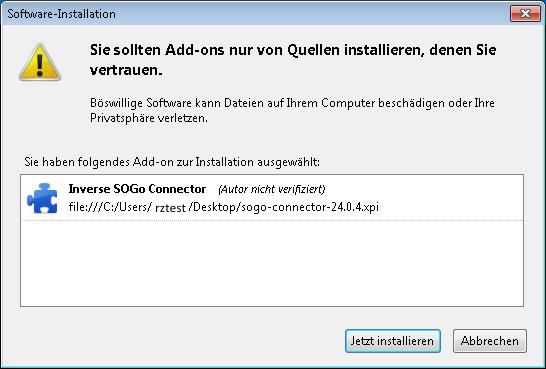 Software-Installation
Sie sollten Add-ons nur von Quellen installieren, denen Sie
vertrauen.
Böswillige Software kann Dateien auf Ihrem Computer beschädigen oder Ihre
Privatsphäre verletzen.
Sie haben folgendes Add-on zur Installation ausgewählt:
Inverse SOGo Connector (Autor nicht verifiziert)
file:///C:/Users/ rztest /Desktop/sogo-connector-24.0.4.xpi
Jetzt installieren Abbrechen